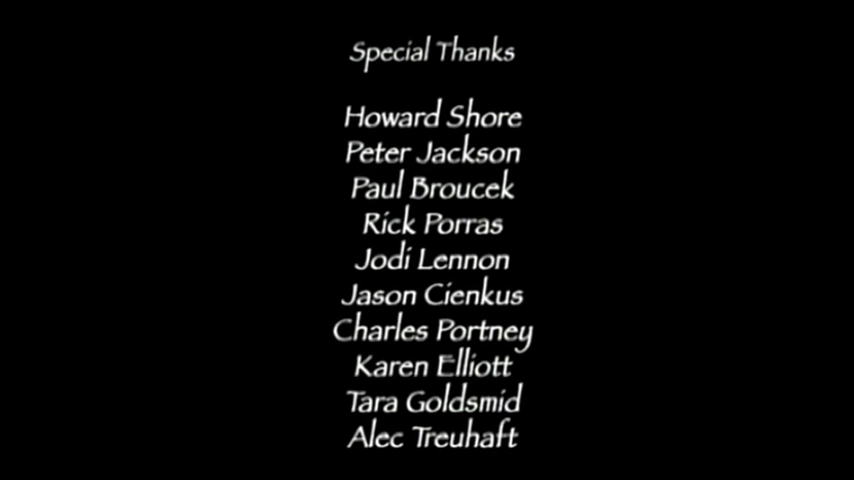 Special Thanks
Howard Shore
Peter Jackson
Paul Broucek
Rick Porras
Jodi Lennon
Jason Cienkus
Charles Portney
Karen Elliott
Tara Goldsmid
Alec Treuhaft